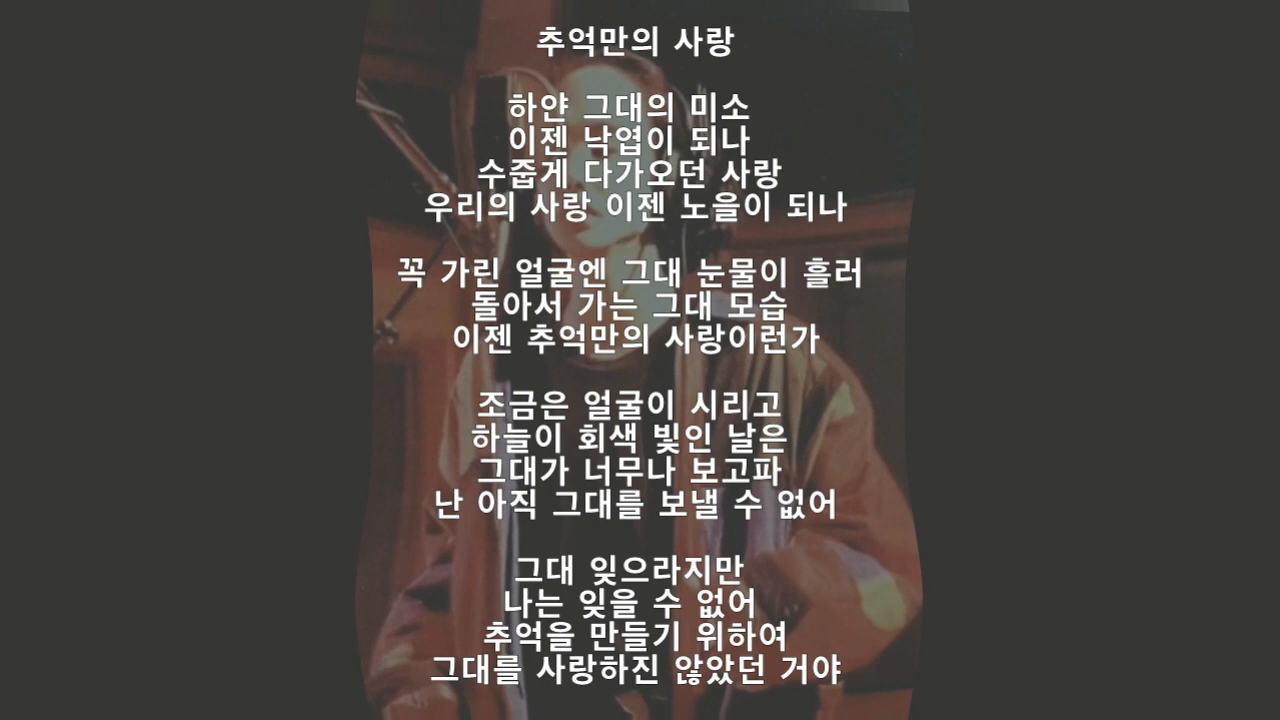 추억만의 사랑
하얀 그대의 미소
이젠 낙엽이 되나
수줍게 다가오던 사랑
우리의 사랑 이젠 노을이 되나
꼭 가린 얼굴엔 그대 눈물이 흘러
돌아서 가는 그대 모습
이젠 추억만의 사랑이런가
조금은 얼굴이 시리고
하늘이 회색 빛인 날은
그대가 너무나 보고파
난 아직 그대를 보낼 수 없어
그대 잊으라지만
나는 잊을 수 없어
추억을 만들기 위하여
그대를 사랑하진 않았던 거야